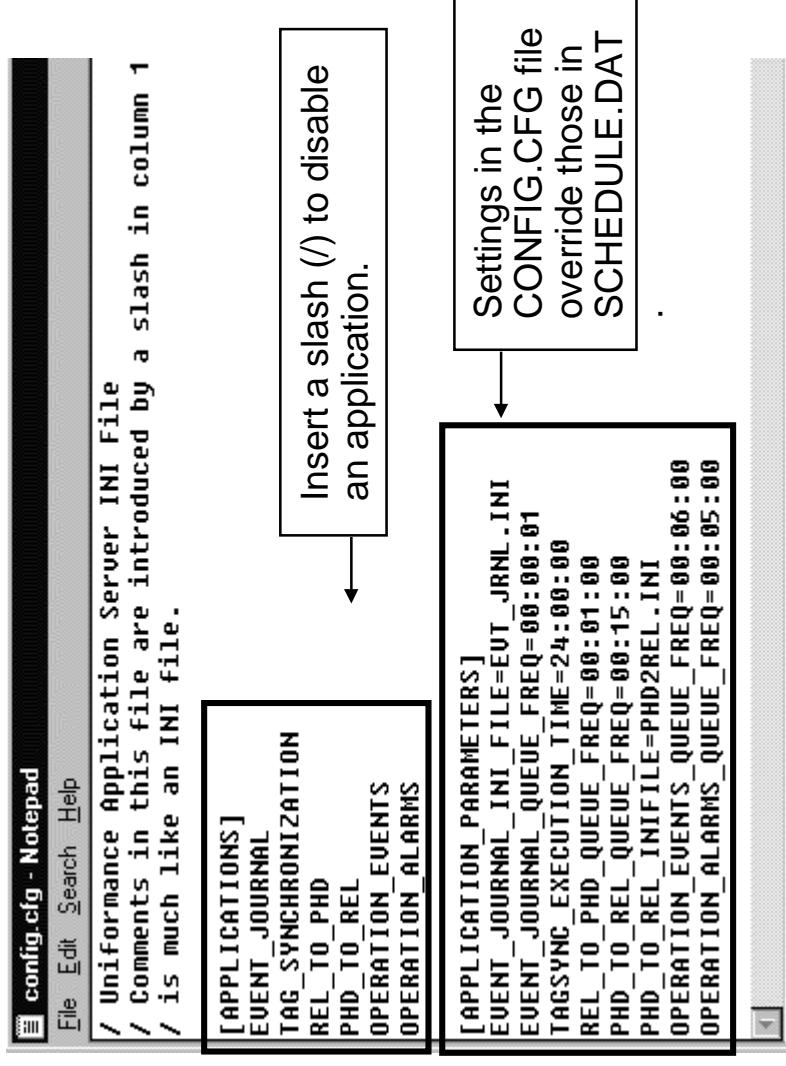 config.cfg - Notepad
File Edit Search Help
/ Uniformance Application Server INI File
/ Comments in this file are introduced by a slash in column 1
/ is much like an INI file.
[APPLICATIONS]
EVENT_JOURNAL
TAG_SYNCHRONIZATION
REL_TO_PHD
PHD_TO_REL
OPERATION_EVENTS
OPERATION_ALARMS
Insert a slash (/) to disable
an application.
[APPLICATION_PARAMETERS]
EVENT_JOURNAL_INI_FILE=EVT_JRNL.INI
EVENT_JOURNAL_QUEUE_FREQ=00:00:01
TAGSYNC_EXECUTION_TIME=24:00:00
REL_TO_PHD_QUEUE_FREQ=00:01:00
PHD_TO_REL_QUEUE_FREQ=00:15:00
PHD_TO_REL_INIFILE=PHD2REL.INI
OPERATION_EVENTS_QUEUE_FREQ=00:06:00
OPERATION_ALARMS_QUEUE_FREQ=00:05:00
Settings in the
CONFIG.CFG file
override those in
SCHEDULE.DAT
.